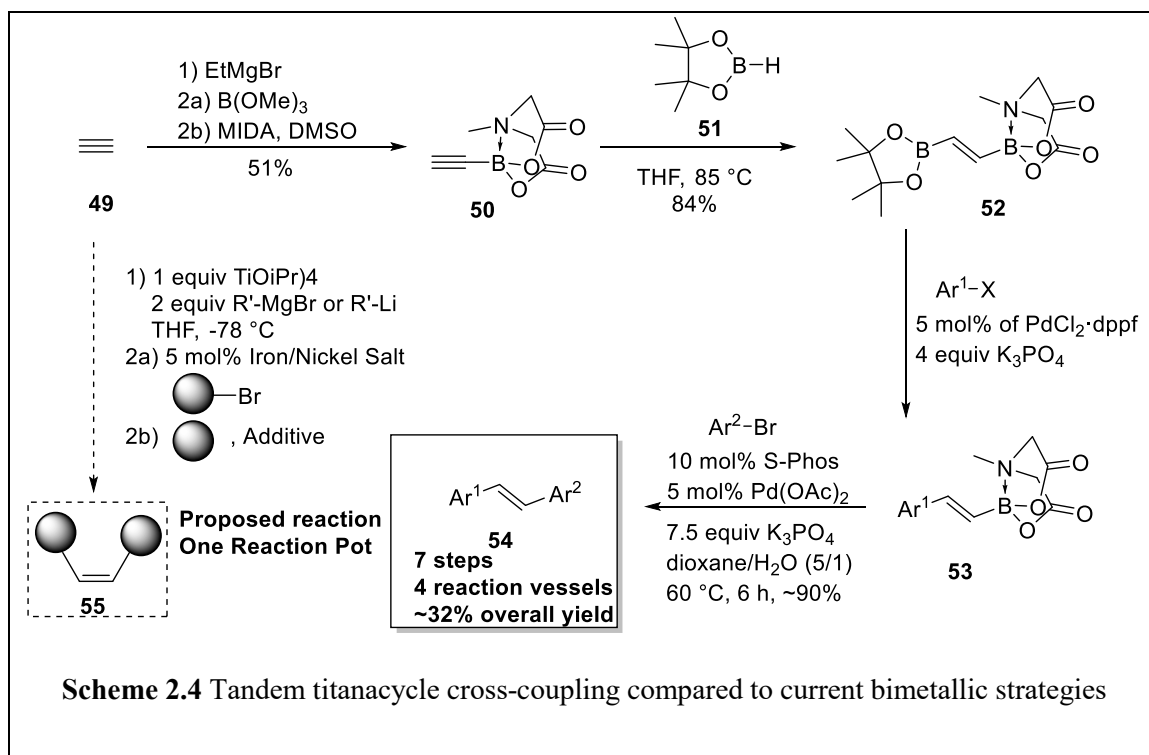 1) EtMgBr
2a) B(OMe)3
2b) MIDA, DMSO
51%
49
N
B
O
O
O
O
50
O
B-H
O
51
THF, 85 °C
84%
O
B
O
N
B
O
O
O
O
52
1) 1 equiv TiOiPr)4
2 equiv R'-MgBr or R'-Li
THF, -78 °C
2a) 5 mol% Iron/Nickel Salt
Br
2b) , Additive
55
Proposed reaction
One Reaction Pot
Ar1-X
5 mol% of PdCl2·dppf
4 equiv K3PO4
Ar1
N
B
O
O
O
O
53
Ar2-Br
10 mol% S-Phos
5 mol% Pd(OAc)2
7.5 equiv K3PO4
dioxane/H2O (5/1)
60 °C, 6 h, ~90%
Ar1 Ar2
54
7 steps
4 reaction vessels
~32% overall yield
Scheme 2.4 Tandem titanacycle cross-coupling compared to current bimetallic strategies